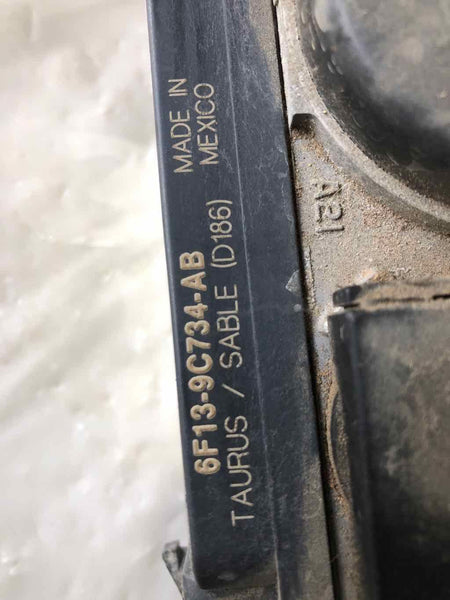 6F13-9C734-AB
TAURUS / SABLE (D186)
MADE IN
MEXICO
A21